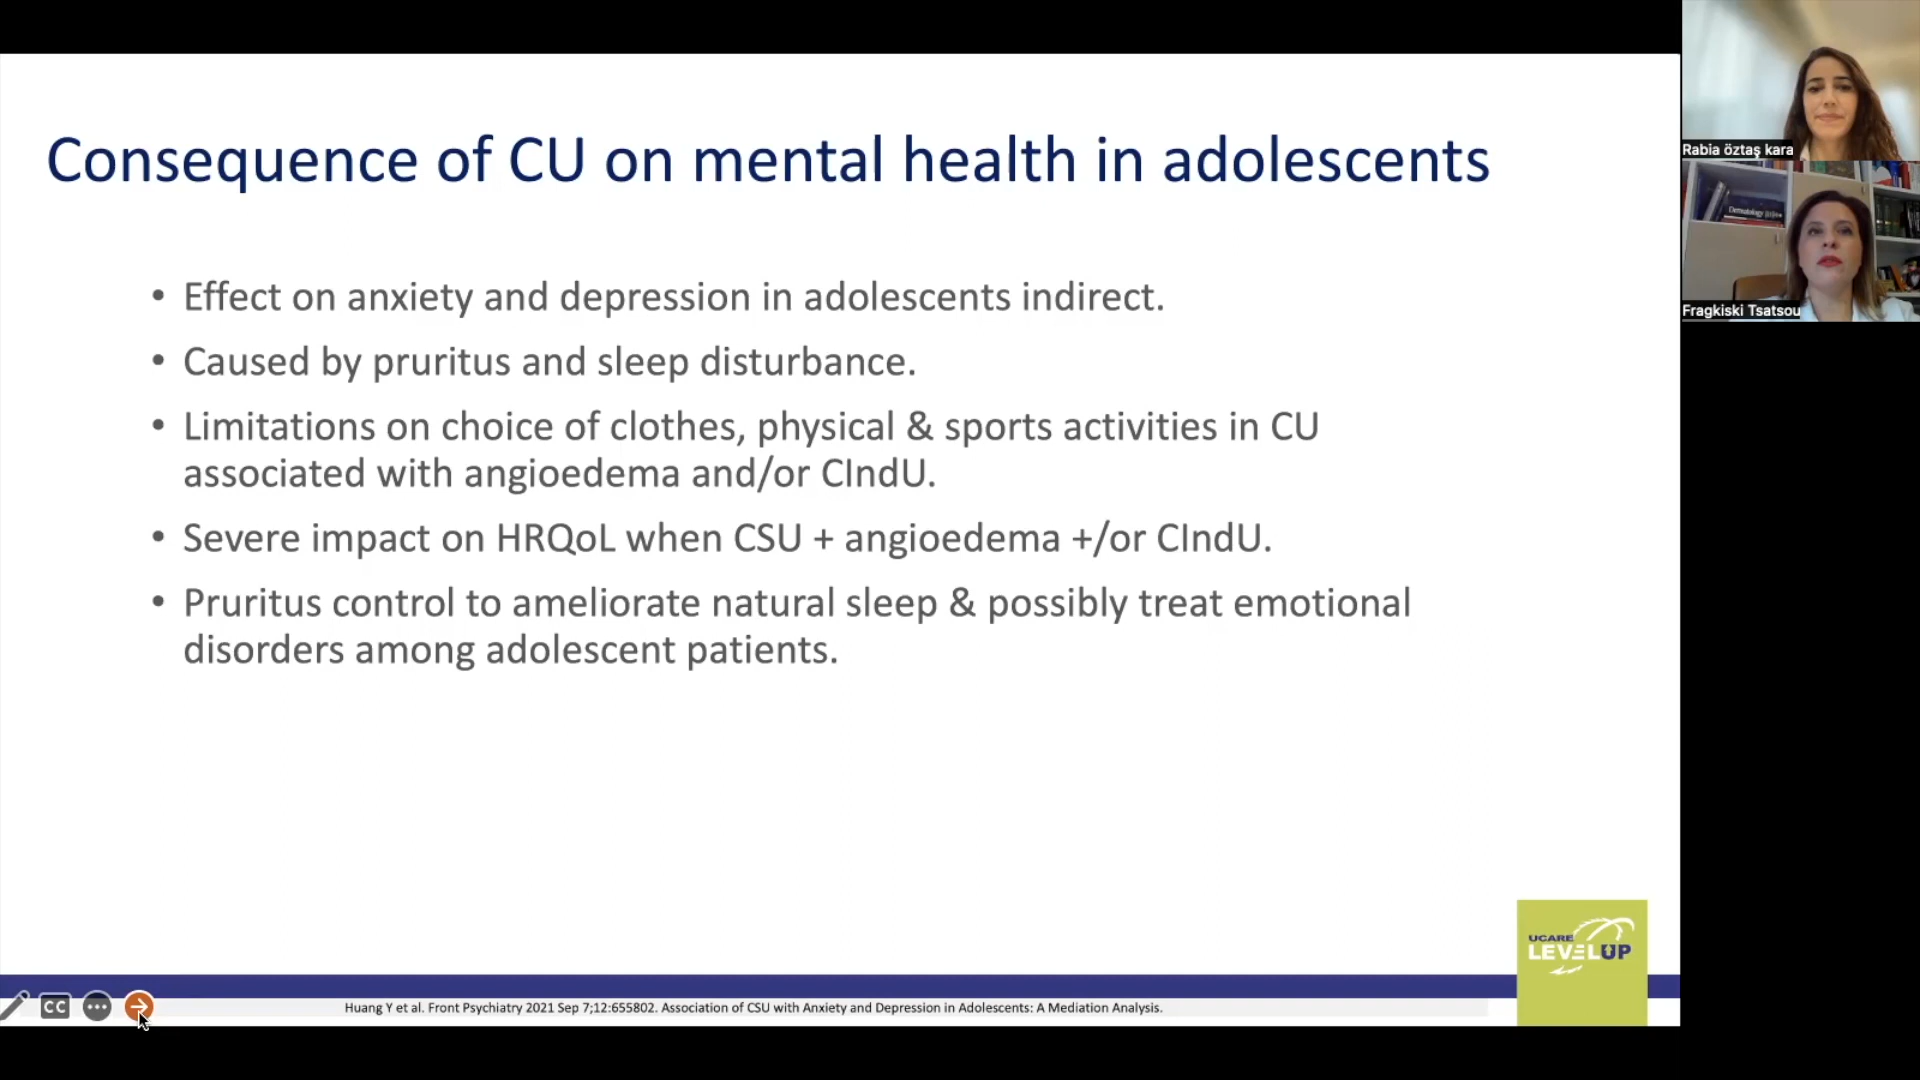 Consequence of CU on mental health in adolescents
• Effect on anxiety and depression in adolescents indirect.
• Caused by pruritus and sleep disturbance.
• Limitations on choice of clothes, physical & sports activities in CU
associated with angioedema and/or CIndU.
• Severe impact on HRQoL when CSU + angioedema +/or CIndU.
• Pruritus control to ameliorate natural sleep & possibly treat emotional
disorders among adolescent patients.
Huang Y et al. Front Psychiatry 2021 Sep 7;12:655802. Association of CSU with Anxiety and Depression in Adolescents: A Mediation Analysis.
UCARE
LEVELUP
CC
Rabia öztaş kara
Dermatology
Fragkiski Tsatsou